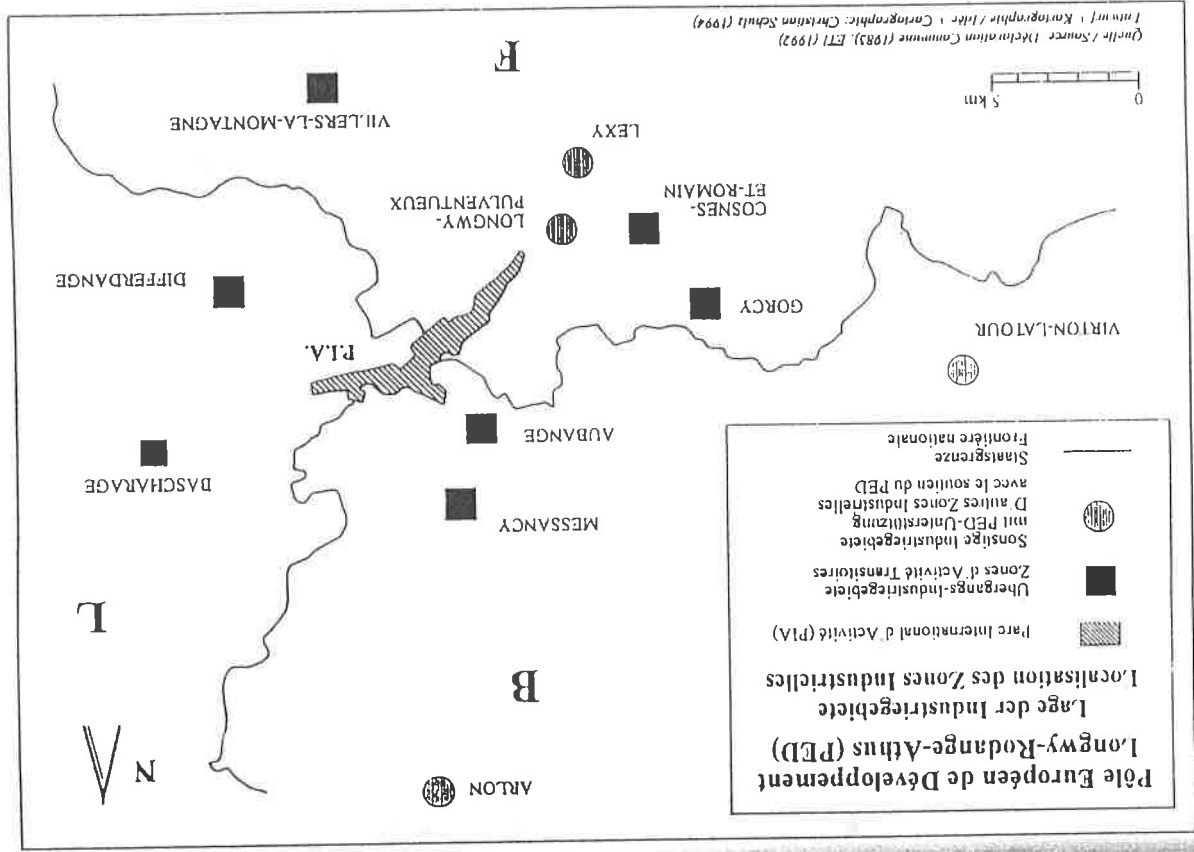 Pôle Européen de Développement
Longwy-Rodange-Athus (PED)
Lage der Industriegebiete
Localisation des Zones Industrielles
Parc International d'Activité (PIA)
Übergangs-Industriegebiete
Zones d'Activité Transitoires
Sonstige Industriegebiete
mit PED-Unterstützung
D'autres Zones Industrielles
avec le soutien du PED
Staatsgrenze
Frontière nationale
ARLON
N
B
L
MESSANCY
AUBANGE
BASCHARAGE
VIRTON-LATOUR
P.I.A.
GORCY
DIFFERDANGE
COSNES-
ET-ROMAIN
LONGWY-
PULVENTUEUX
LEXY
VILLERS-LA-MONTAGNE
F
0
5 km
Quelle / Source: Déclaration Commune (1985), ETI (1992)
Entwurf + Kartographie / Idée + Cartographie: Christian Schulz (1994)